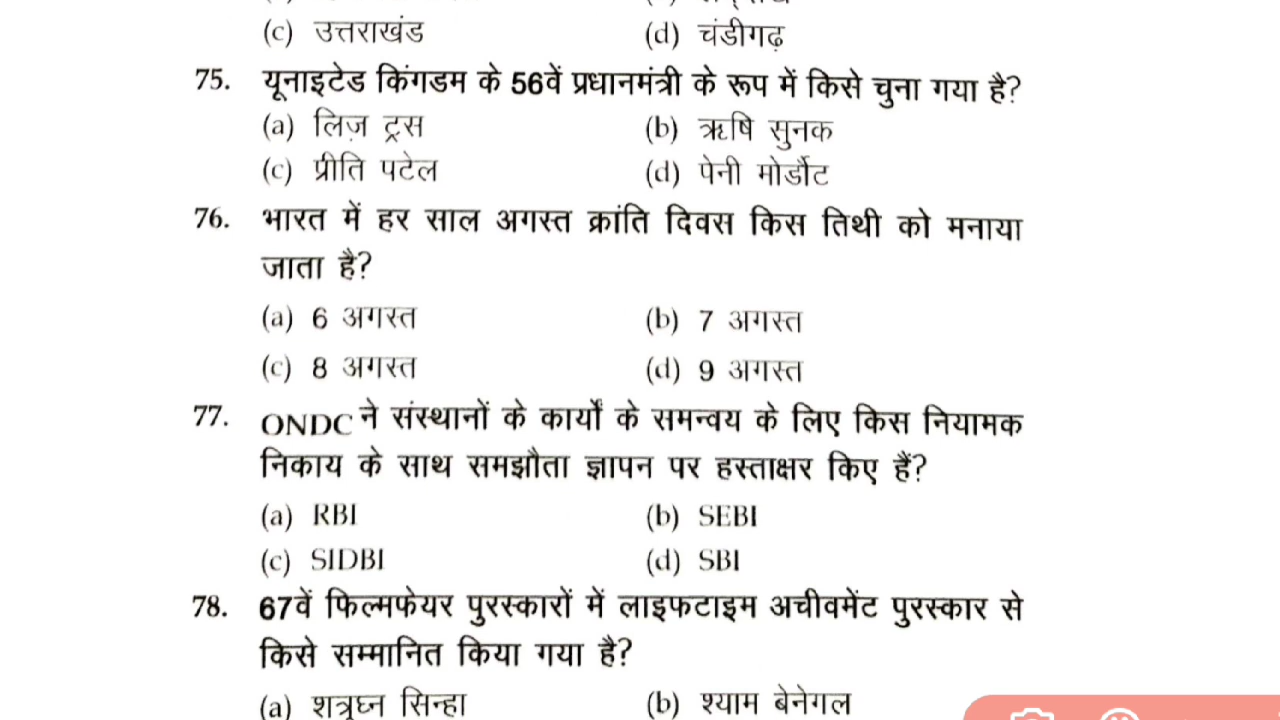 (c) उत्तराखंड (d) चंडीगढ़
75. यूनाइटेड किंगडम के 56वें प्रधानमंत्री के रूप में किसे चुना गया है?
(a) लिज़ ट्रस (b) ऋषि सुनक
(c) प्रीति पटेल (d) पेनी मोर्डौट
76. भारत में हर साल अगस्त क्रांति दिवस किस तिथी को मनाया
जाता है?
(a) 6 अगस्त (b) 7 अगस्त
(c) 8 अगस्त (d) 9 अगस्त
77. ONDC ने संस्थानों के कार्यों के समन्वय के लिए किस नियामक
निकाय के साथ समझौता ज्ञापन पर हस्ताक्षर किए हैं?
(a) RBI (b) SEBI
(c) SIDBI (d) SBI
78. 67वें फिल्मफेयर पुरस्कारों में लाइफटाइम अचीवमेंट पुरस्कार से
किसे सम्मानित किया गया है?
(a) शत्रुघ्न सिन्हा (b) श्याम बेनेगल